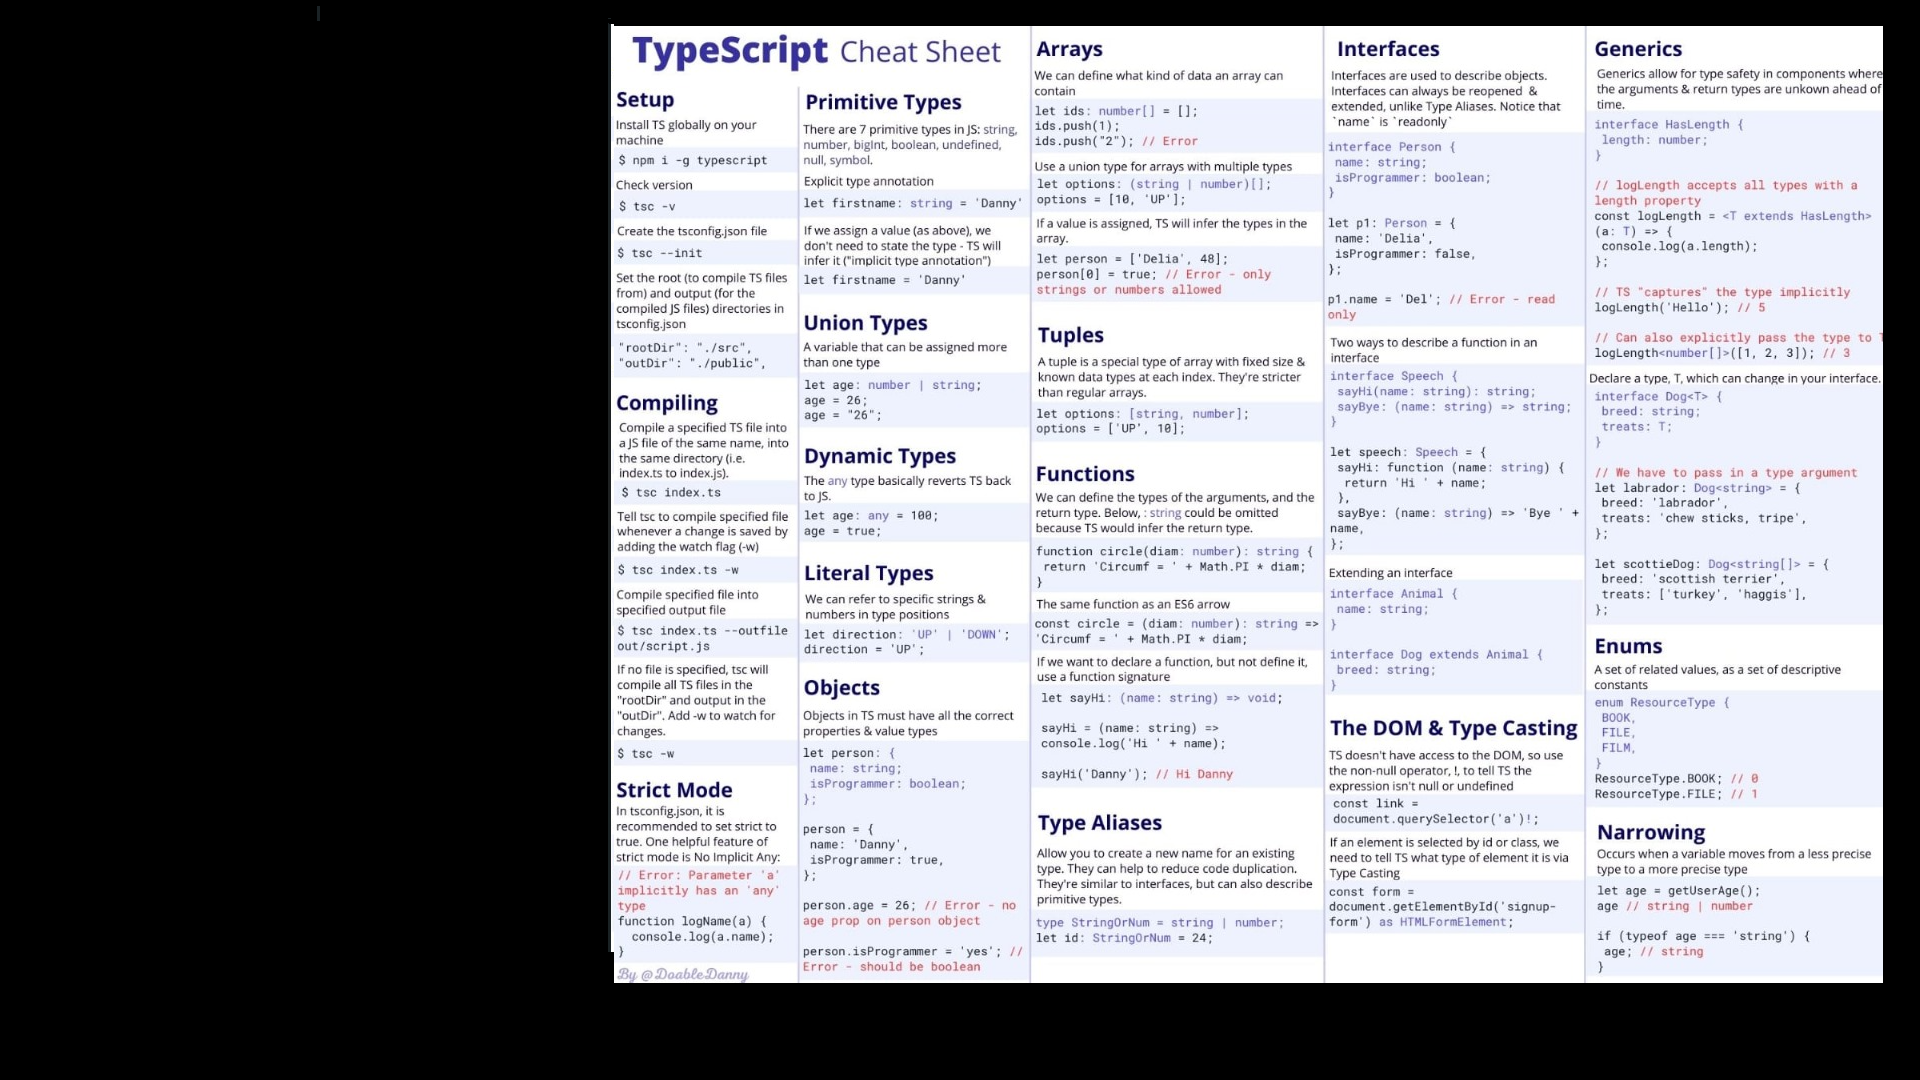 TypeScript Cheat Sheet
Setup
Install TS globally on your
machine
$ npm i -g typescript
Check version
$ tsc -v
Create the tsconfig.json file
$ tsc --init
Set the root (to compile TS files
from) and output (for the
compiled JS files) directories in
tsconfig.json
"rootDir": "./src",
"outDir": "./public",
Compiling
Compile a specified TS file into
a JS file of the same name, into
the same directory (i.e.
index.ts to index.js).
$ tsc index.ts
Tell tsc to compile specified file
whenever a change is saved by
adding the watch flag (-w)
$ tsc index.ts -w
Compile specified file into
specified output file
$ tsc index.ts --outfile
out/script.js
If no file is specified, tsc will
compile all TS files in the
"rootDir" and output in the
"outDir". Add -w to watch for
changes.
$ tsc -w
Strict Mode
In tsconfig.json, it is
recommended to set strict to
true. One helpful feature of
strict mode is No Implicit Any:
// Error: Parameter 'a'
implicitly has an 'any'
type
function logName(a) {
console.log(a.name);
}
By @DoableDanny
Primitive Types
There are 7 primitive types in JS: string,
number, bigInt, boolean, undefined,
null, symbol.
Explicit type annotation
let firstname: string = 'Danny'
If we assign a value (as above), we
don't need to state the type - TS will
infer it ("implicit type annotation")
let firstname = 'Danny'
Union Types
A variable that can be assigned more
than one type
let age: number | string;
age = 26;
age = "26";
Dynamic Types
The any type basically reverts TS back
to JS.
let age: any = 100;
age = true;
Literal Types
We can refer to specific strings &
numbers in type positions
let direction: 'UP' | 'DOWN';
direction = 'UP';
Objects
Objects in TS must have all the correct
properties & value types
let person: {
name: string;
isProgrammer: boolean;
};
person = {
name: 'Danny',
isProgrammer: true,
};
person.age = 26; // Error - no
age prop on person object
person.isProgrammer = 'yes'; //
Error - should be boolean
Arrays
We can define what kind of data an array can
contain
let ids: number[] = [];
ids.push(1);
ids.push("2"); // Error
Use a union type for arrays with multiple types
let options: (string | number)[];
options = [10, 'UP'];
If a value is assigned, TS will infer the types in the
array.
let person = ['Delia', 48];
person[0] = true; // Error - only
strings or numbers allowed
Tuples
A tuple is a special type of array with fixed size &
known data types at each index. They're stricter
than regular arrays.
let options: [string, number];
options = ['UP', 10];
Functions
We can define the types of the arguments, and the
return type. Below, : string could be omitted
because TS would infer the return type.
function circle(diam: number): string {
return 'Circumf = ' + Math.PI * diam;
}
The same function as an ES6 arrow
const circle = (diam: number): string =>
'Circumf = ' + Math.PI * diam;
If we want to declare a function, but not define it,
use a function signature
let sayHi: (name: string) => void;
sayHi = (name: string) =>
console.log('Hi ' + name);
sayHi('Danny'); // Hi Danny
Type Aliases
Allow you to create a new name for an existing
type. They can help to reduce code duplication.
They're similar to interfaces, but can also describe
primitive types.
type StringOrNum = string | number;
let id: StringOrNum = 24;
Interfaces
Interfaces are used to describe objects.
Interfaces can always be reopened &
extended, unlike Type Aliases. Notice that
`name` is `readonly`
interface Person {
name: string;
isProgrammer: boolean;
}
let p1: Person = {
name: 'Delia',
isProgrammer: false,
};
p1.name = 'Del'; // Error - read
only
Two ways to describe a function in an
interface
interface Speech {
sayHi(name: string): string;
sayBye: (name: string) => string;
}
let speech: Speech = {
sayHi: function (name: string) {
return 'Hi ' + name;
},
sayBye: (name: string) => 'Bye ' +
name,
};
Extending an interface
interface Animal {
name: string;
}
interface Dog extends Animal {
breed: string;
}
The DOM & Type Casting
TS doesn't have access to the DOM, so use
the non-null operator, !, to tell TS the
expression isn't null or undefined
const link =
document.querySelector('a')!;
If an element is selected by id or class, we
need to tell TS what type of element it is via
Type Casting
const form =
document.getElementById('signup-
form') as HTMLFormElement;
Generics
Generics allow for type safety in components where
the arguments & return types are unkown ahead of
time.
interface HasLength {
length: number;
}
// logLength accepts all types with a
length property
const logLength = <T extends HasLength>
(a: T) => {
console.log(a.length);
};
// TS "captures" the type implicitly
logLength('Hello'); // 5
// Can also explicitly pass the type to T
logLength<number[]>([1, 2, 3]); // 3
Declare a type, T, which can change in your interface.
interface Dog<T> {
breed: string;
treats: T;
}
// We have to pass in a type argument
let labrador: Dog<string> = {
breed: 'labrador',
treats: 'chew sticks, tripe',
};
let scottieDog: Dog<string[]> = {
breed: 'scottish terrier',
treats: ['turkey', 'haggis'],
};
Enums
A set of related values, as a set of descriptive
constants
enum ResourceType {
BOOK,
FILE,
FILM,
}
ResourceType.BOOK; // 0
ResourceType.FILE; // 1
Narrowing
Occurs when a variable moves from a less precise
type to a more precise type
let age = getUserAge();
age // string | number
if (typeof age === 'string') {
age; // string
}